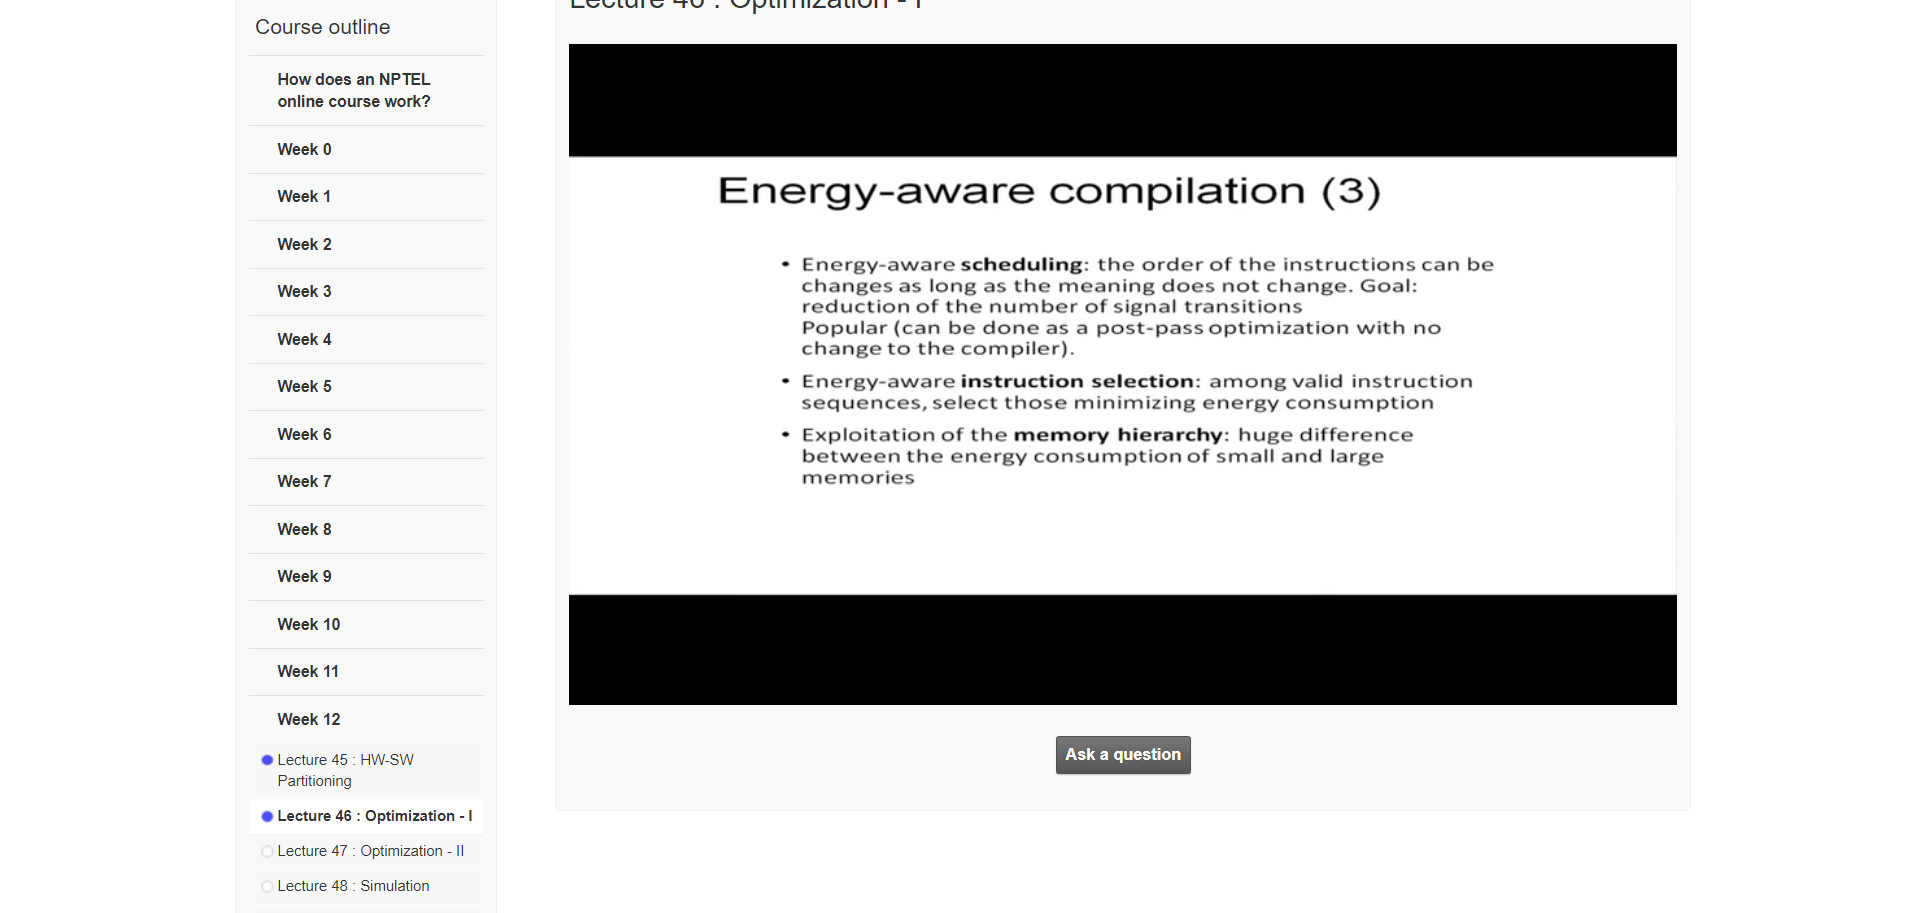 Course outline
How does an NPTEL
online course work?
Week 0
Week 1
Week 2
Week 3
Week 4
Week 5
Week 6
Week 7
Week 8
Week 9
Week 10
Week 11
Week 12
Lecture 45 : HW-SW
Partitioning
Lecture 46 : Optimization - I
Lecture 47 : Optimization - II
Lecture 48 : Simulation
Lecture 46 : Optimization - I
Energy-aware compilation (3)
• Energy-aware scheduling: the order of the instructions can be
changes as long as the meaning does not change. Goal:
reduction of the number of signal transitions
Popular (can be done as a post-pass optimization with no
change to the compiler).
• Energy-aware instruction selection: among valid instruction
sequences, select those minimizing energy consumption
• Exploitation of the memory hierarchy: huge difference
between the energy consumption of small and large
memories
Ask a question